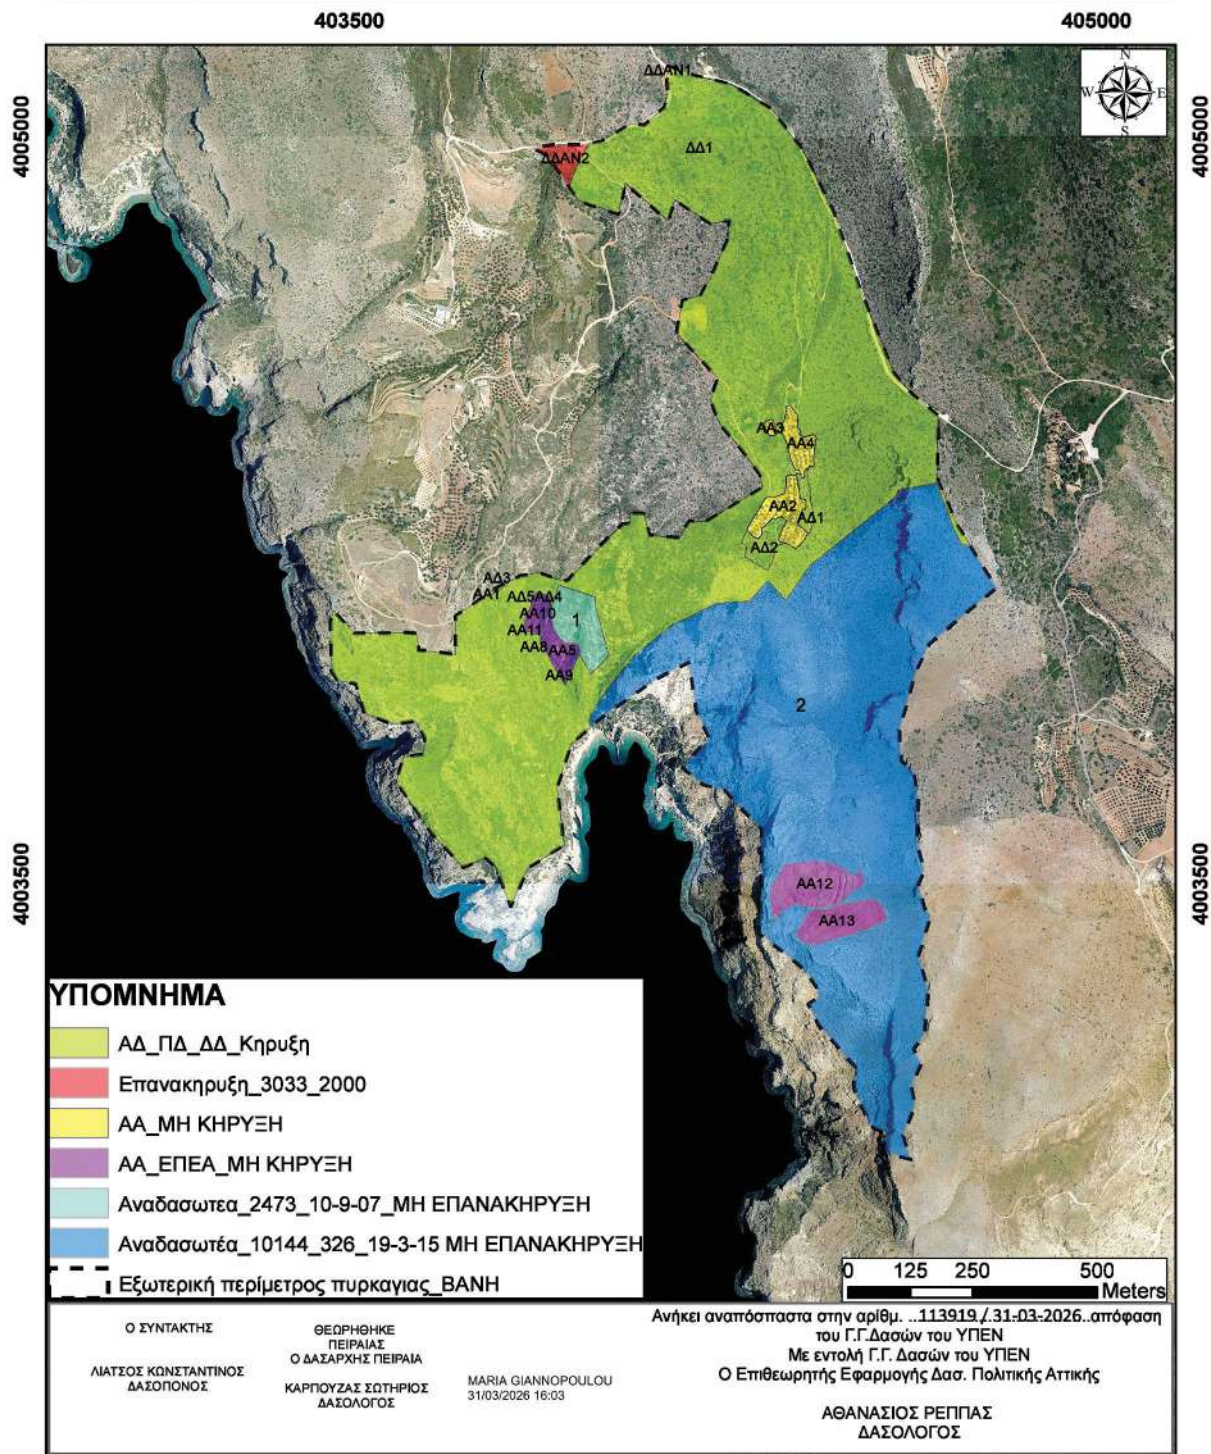 403500
405000
4005000
4005000
N
W
E
S
ΔΔΑΝ1
ΔΔΑΝ2
ΔΔ1
ΑΑ3
ΑΑ4
ΑΑ2
ΑΔ1
ΑΔ2
ΑΔ3
ΑΑ1
ΑΔ5ΑΔ4
ΑΑ10
1
ΑΑ11
ΑΑ8
ΑΑ5
ΑΑ9
2
4003500
4003500
ΑΑ12
ΑΑ13
ΥΠΟΜΝΗΜΑ
ΑΔ_ΠΔ_ΔΔ_Κηρυξη
Επανακηρυξη_3033_2000
ΑΑ_ΜΗ ΚΗΡΥΞΗ
ΑΑ_ΕΠΕΑ_ΜΗ ΚΗΡΥΞΗ
Αναδασωτεα_2473_10-9-07_ΜΗ ΕΠΑΝΑΚΗΡΥΞΗ
Αναδασωτέα_10144_326_19-3-15 ΜΗ ΕΠΑΝΑΚΗΡΥΞΗ
Εξωτερική περίμετρος πυρκαγιας_ΒΑΝΗ
0 125 250 500
Meters
Ο ΣΥΝΤΑΚΤΗΣ
ΛΙΑΤΣΟΣ ΚΩΝΣΤΑΝΤΙΝΟΣ
ΔΑΣΟΠΟΝΟΣ
ΘΕΩΡΗΘΗΚΕ
ΠΕΙΡΑΙΑΣ
Ο ΔΑΣΑΡΧΗΣ ΠΕΙΡΑΙΑ
ΚΑΡΠΟΥΖΑΣ ΣΩΤΗΡΙΟΣ
ΔΑΣΟΛΟΓΟΣ
MARIA GIANNOPOULOU
31/03/2026 16:03
Ανήκει αναπόσπαστα στην αρίθμ. ..113919./.31-03-2026..απόφαση
του Γ.Γ.Δασών του ΥΠΕΝ
Με εντολή Γ.Γ. Δασών του ΥΠΕΝ
Ο Επιθεωρητής Εφαρμογής Δασ. Πολιτικής Αττικής
ΑΘΑΝΑΣΙΟΣ ΡΕΠΠΑΣ
ΔΑΣΟΛΟΓΟΣ